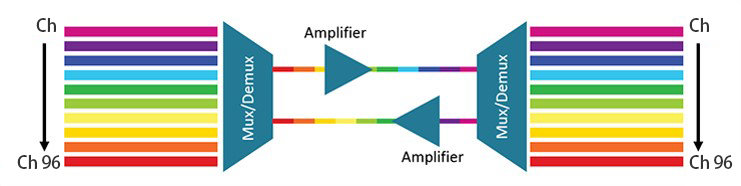 Ch
Amplifier
Ch
Mux/Demux
Mux/Demux
Amplifier
Ch 96
Ch 96